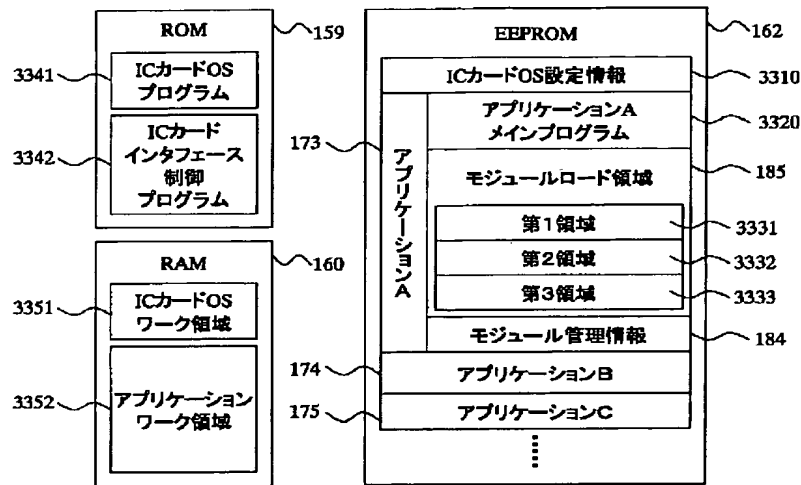 ROM
159
3341
ICカードOS
プログラム
3342
ICカード
インタフェース
制御
プログラム
RAM
160
3351
ICカードOS
ワーク領域
3352
アプリケーション
ワーク領域
EEPROM
162
ICカードOS設定情報
3310
173
アプリケーションA
アプリケーションA
メインプログラム
3320
モジュールロード領域
185
第1領域
3331
第2領域
3332
第3領域
3333
モジュール管理情報
184
174
アプリケーションB
175
アプリケーションC